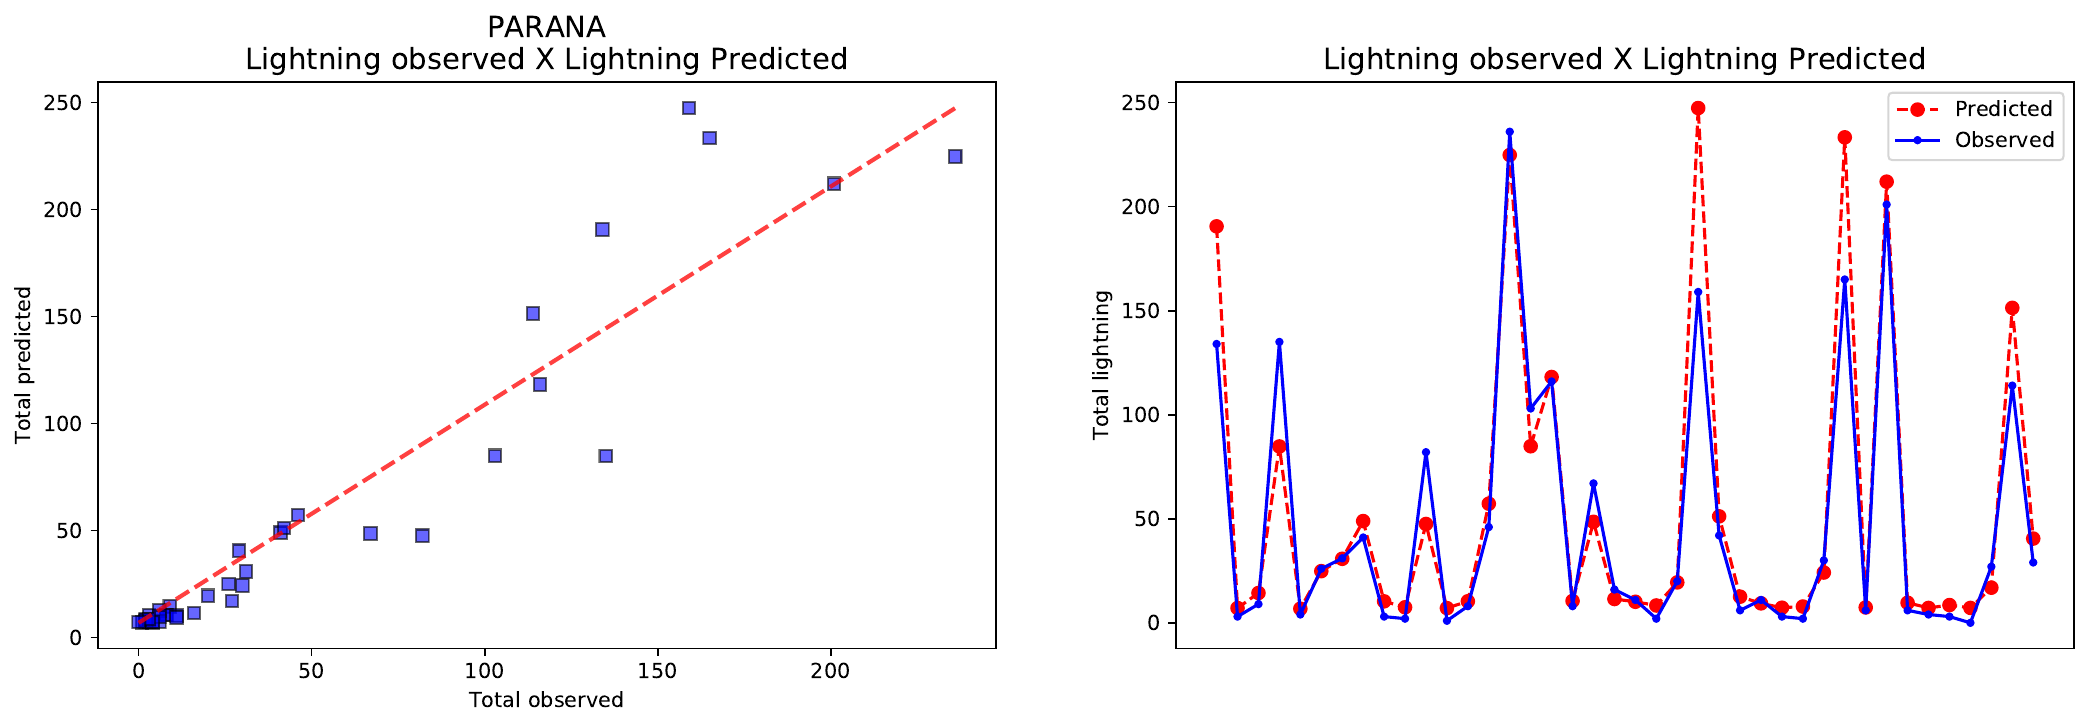 PARANA
Lightning observed X Lightning Predicted
250
200
150
100
50
0
Total predicted
0
50
100
150
200
Total observed
Lightning observed X Lightning Predicted
250
200
150
100
50
0
Total lightning
Predicted
Observed